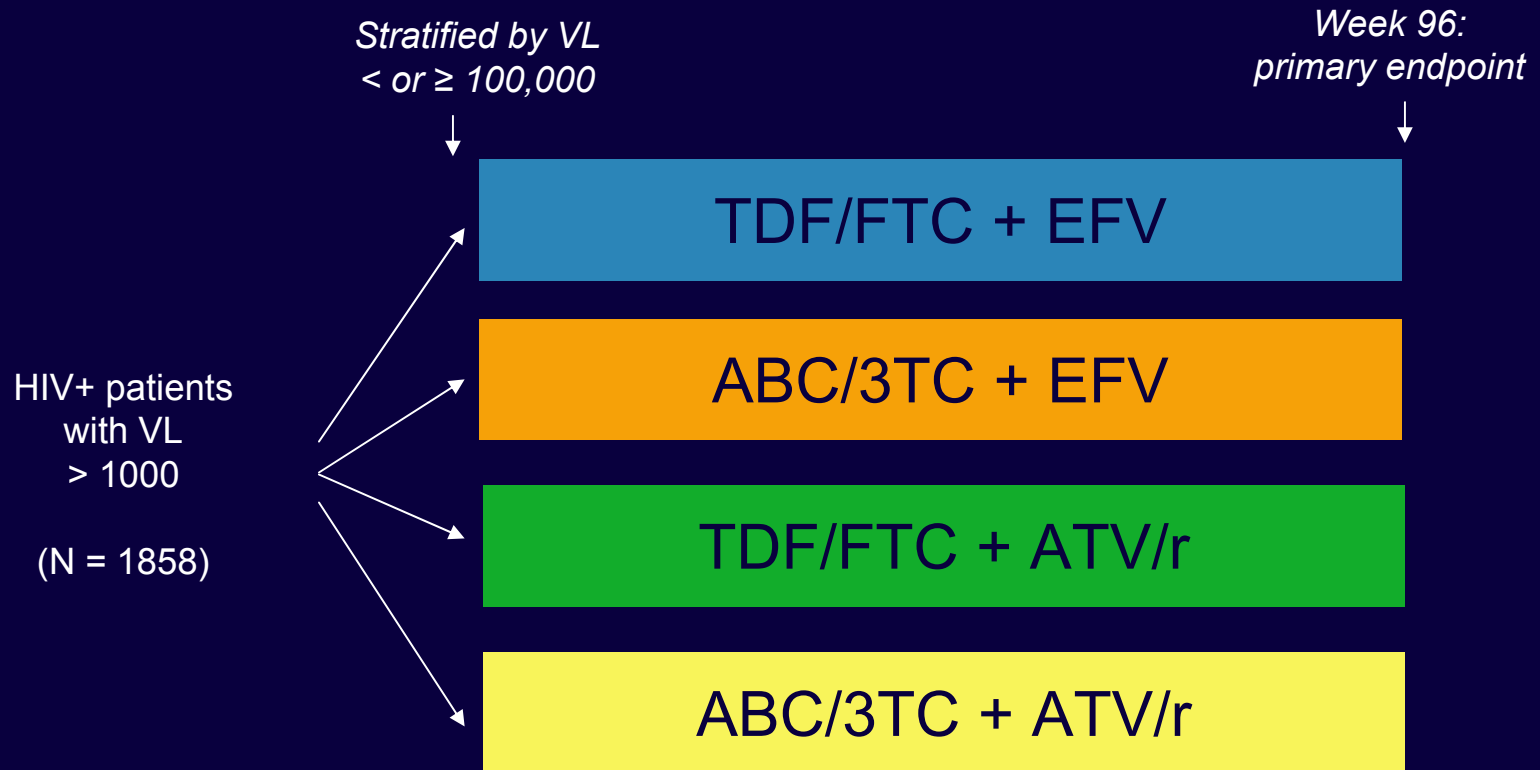 Stratified by VL
< or ≥ 100,000
Week 96:
primary endpoint
TDF/FTC + EFV
ABC/3TC + EFV
HIV+ patients
with VL
> 1000
(N = 1858)
TDF/FTC + ATV/r
ABC/3TC + ATV/r